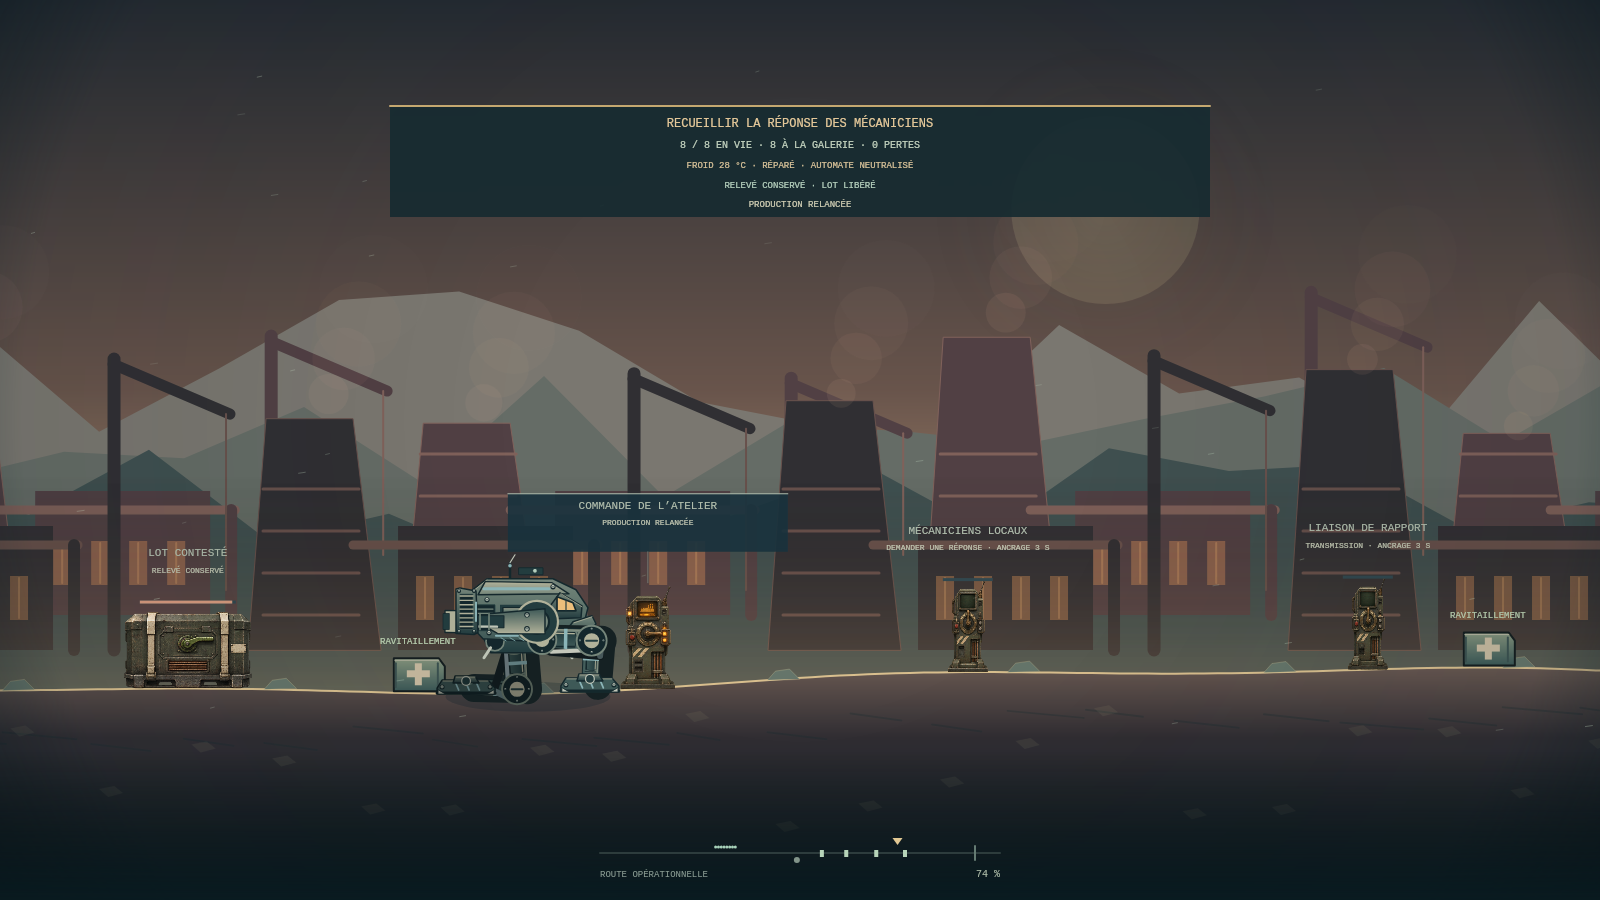 RECUEILLIR LA RÉPONSE DES MÉCANICIENS
8 / 8 EN VIE · 8 À LA GALERIE · 0 PERTES
FROID 28 °C · RÉPARÉ · AUTOMATE NEUTRALISÉ
RELEVÉ CONSERVÉ · LOT LIBÉRÉ
PRODUCTION RELANCÉE
COMMANDE DE L’ATELIER
PRODUCTION RELANCÉE
LOT CONTESTÉ
RELEVÉ CONSERVÉ
MÉCANICIENS LOCAUX
DEMANDER UNE RÉPONSE · ANCRAGE 3 S
LIAISON DE RAPPORT
TRANSMISSION · ANCRAGE 3 S
RAVITAILLEMENT
RAVITAILLEMENT
ROUTE OPÉRATIONNELLE
74 %